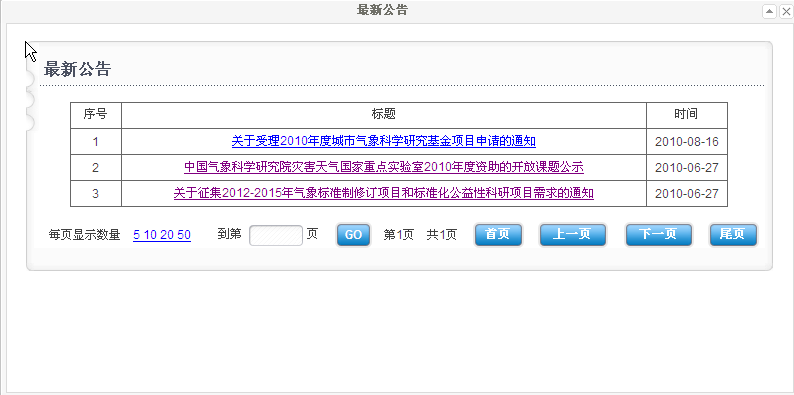 最新公告
最新公告
序号 标题 时间
1 关于受理2010年度城市气象科学研究基金项目申请的通知 2010-08-16
2 中国气象科学研究院灾害天气国家重点实验室2010年度资助的开放课题公示 2010-06-27
3 关于征集2012-2015年气象标准制修订项目和标准化公益性科研项目需求的通知 2010-06-27
每页显示数量 5 10 20 50 到第 页 GO 第1页 共1页 首页 上一页 下一页 尾页